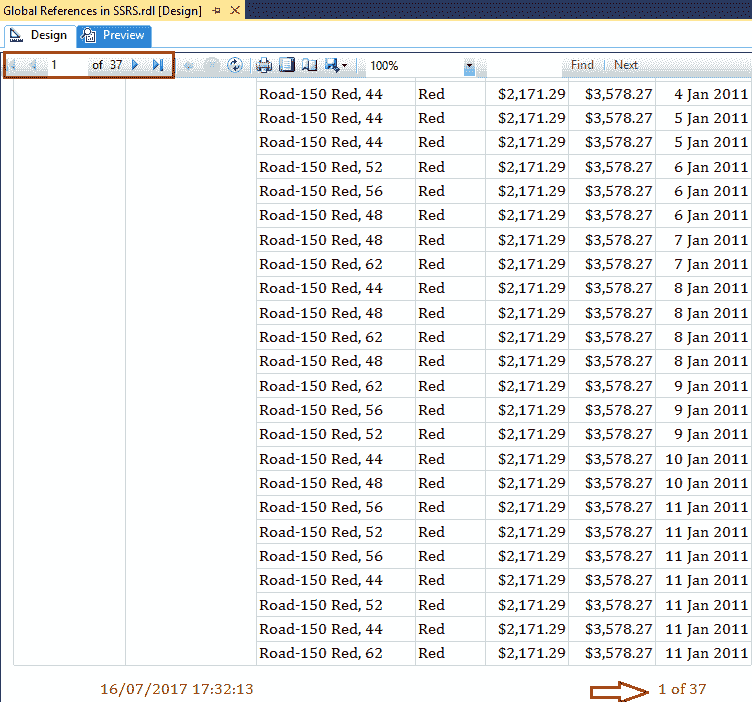 Global References in SSRS.rdl [Design]
Design Preview
1 of 37 100% Find Next
Road-150 Red, 44 Red $2,171.29 $3,578.27 4 Jan 2011
Road-150 Red, 44 Red $2,171.29 $3,578.27 5 Jan 2011
Road-150 Red, 44 Red $2,171.29 $3,578.27 5 Jan 2011
Road-150 Red, 52 Red $2,171.29 $3,578.27 6 Jan 2011
Road-150 Red, 56 Red $2,171.29 $3,578.27 6 Jan 2011
Road-150 Red, 48 Red $2,171.29 $3,578.27 6 Jan 2011
Road-150 Red, 48 Red $2,171.29 $3,578.27 7 Jan 2011
Road-150 Red, 62 Red $2,171.29 $3,578.27 7 Jan 2011
Road-150 Red, 44 Red $2,171.29 $3,578.27 8 Jan 2011
Road-150 Red, 48 Red $2,171.29 $3,578.27 8 Jan 2011
Road-150 Red, 62 Red $2,171.29 $3,578.27 8 Jan 2011
Road-150 Red, 48 Red $2,171.29 $3,578.27 8 Jan 2011
Road-150 Red, 62 Red $2,171.29 $3,578.27 9 Jan 2011
Road-150 Red, 56 Red $2,171.29 $3,578.27 9 Jan 2011
Road-150 Red, 52 Red $2,171.29 $3,578.27 9 Jan 2011
Road-150 Red, 44 Red $2,171.29 $3,578.27 10 Jan 2011
Road-150 Red, 48 Red $2,171.29 $3,578.27 10 Jan 2011
Road-150 Red, 56 Red $2,171.29 $3,578.27 11 Jan 2011
Road-150 Red, 52 Red $2,171.29 $3,578.27 11 Jan 2011
Road-150 Red, 56 Red $2,171.29 $3,578.27 11 Jan 2011
Road-150 Red, 44 Red $2,171.29 $3,578.27 11 Jan 2011
Road-150 Red, 52 Red $2,171.29 $3,578.27 11 Jan 2011
Road-150 Red, 44 Red $2,171.29 $3,578.27 11 Jan 2011
Road-150 Red, 62 Red $2,171.29 $3,578.27 11 Jan 2011
16/07/2017 17:32:13 1 of 37